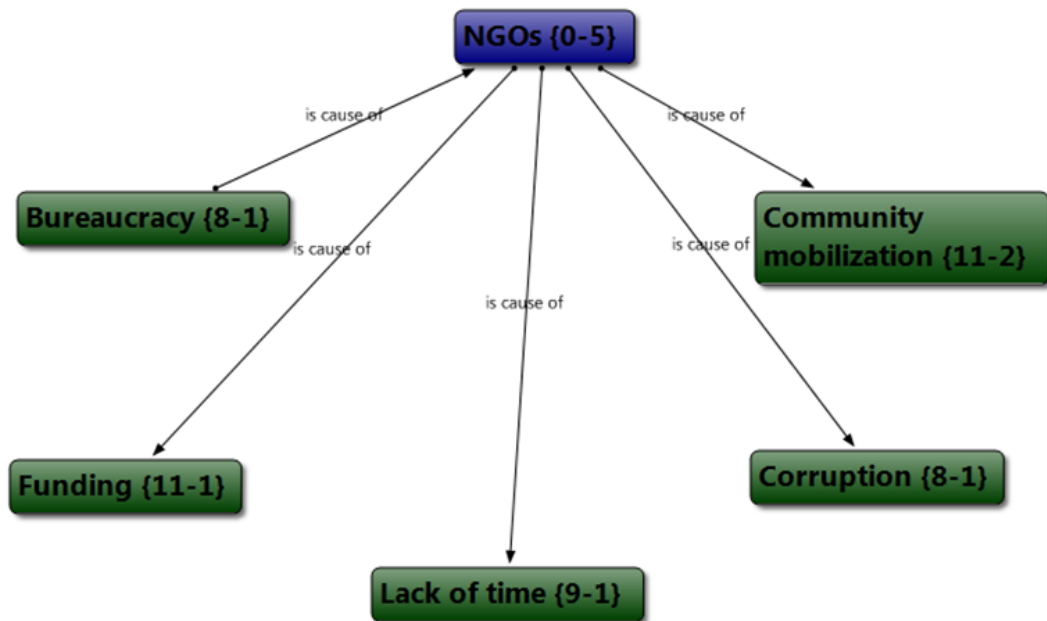 NGOs {0-5}
is cause of
is cause of
Bureaucracy {8-1}
Community
mobilization {11-2}
is cause of
is cause of
is cause of
Funding {11-1}
Corruption {8-1}
Lack of time {9-1}